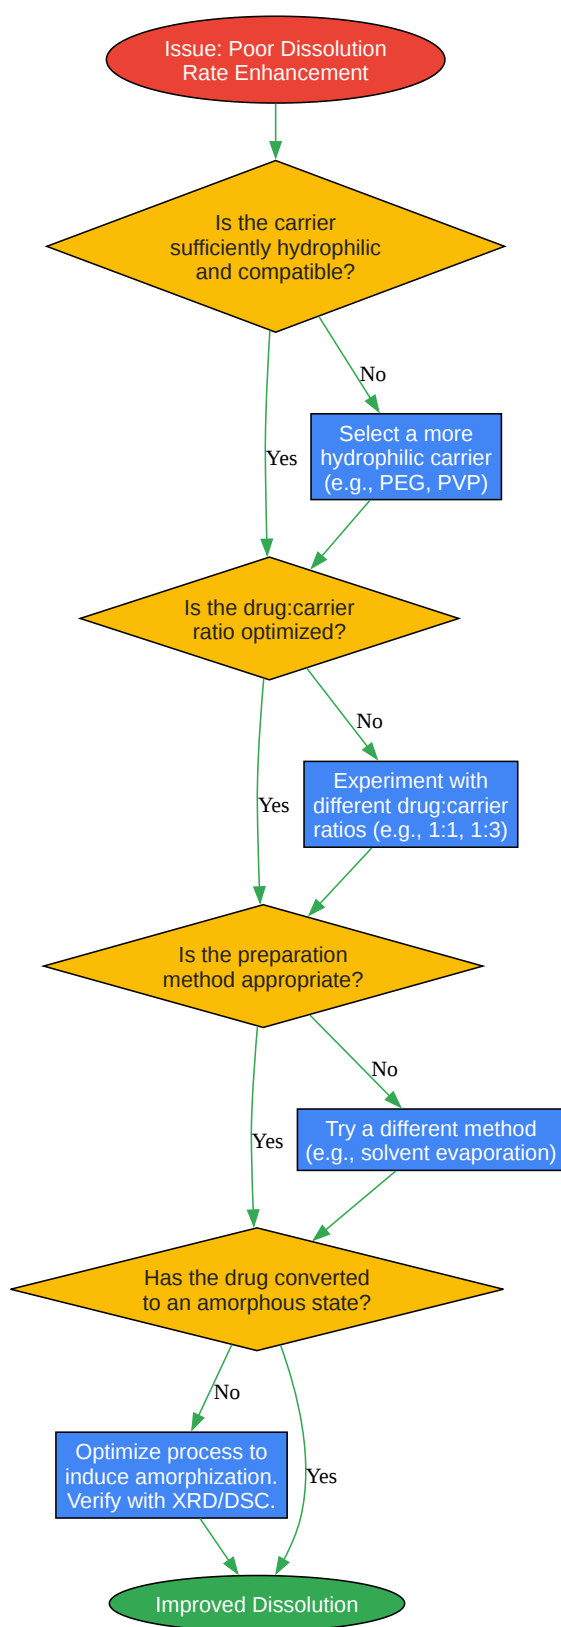 Issue: Poor Dissolution
Rate Enhancement
Is the carrier
sufficiently hydrophilic
and compatible?
No
Select a more
hydrophilic carrier
(e.g., PEG, PVP)
Yes
Is the drug:carrier
ratio optimized?
No
Experiment with
different drug:carrier
ratios (e.g., 1:1, 1:3)
Yes
Is the preparation
method appropriate?
No
Try a different method
(e.g., solvent evaporation)
Yes
Has the drug converted
to an amorphous state?
No
Optimize process to
induce amorphization.
Verify with XRD/DSC.
Yes
Improved Dissolution